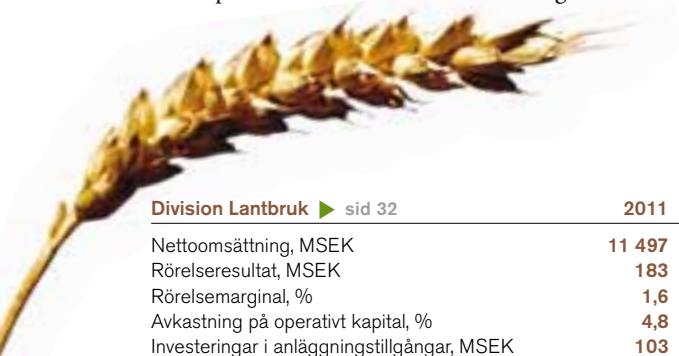 Division Lantbruk ▶ sid 32 2011
Nettoomsättning, MSEK 11 497
Rörelseresultat, MSEK 183
Rörelsemarginal, % 1,6
Avkastning på operativt kapital, % 4,8
Investeringar i anläggningstillgångar, MSEK 103